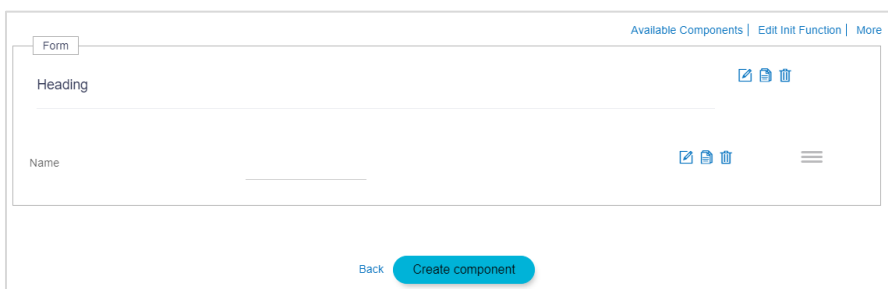 Available Components | Edit Init Function | More
Form
Heading
Name
Back Create component